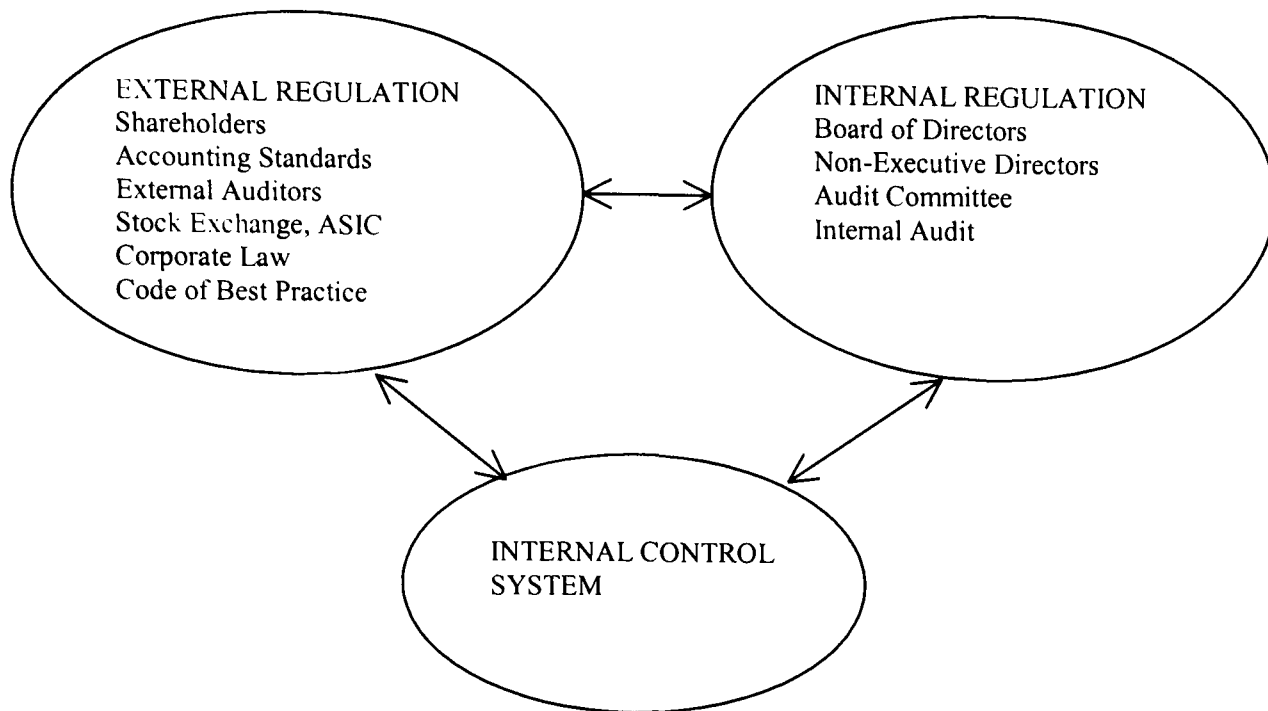 EXTERNAL REGULATION
Shareholders
Accounting Standards
External Auditors
Stock Exchange, ASIC
Corporate Law
Code of Best Practice
INTERNAL REGULATION
Board of Directors
Non-Executive Directors
Audit Committee
Internal Audit
INTERNAL CONTROL
SYSTEM